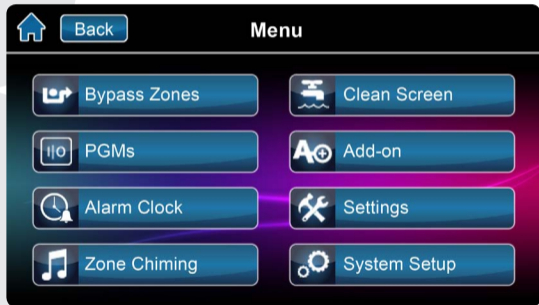 Back
Menu
Bypass Zones
Clean Screen
PGMs
Add-on
Alarm Clock
Settings
Zone Chiming
System Setup